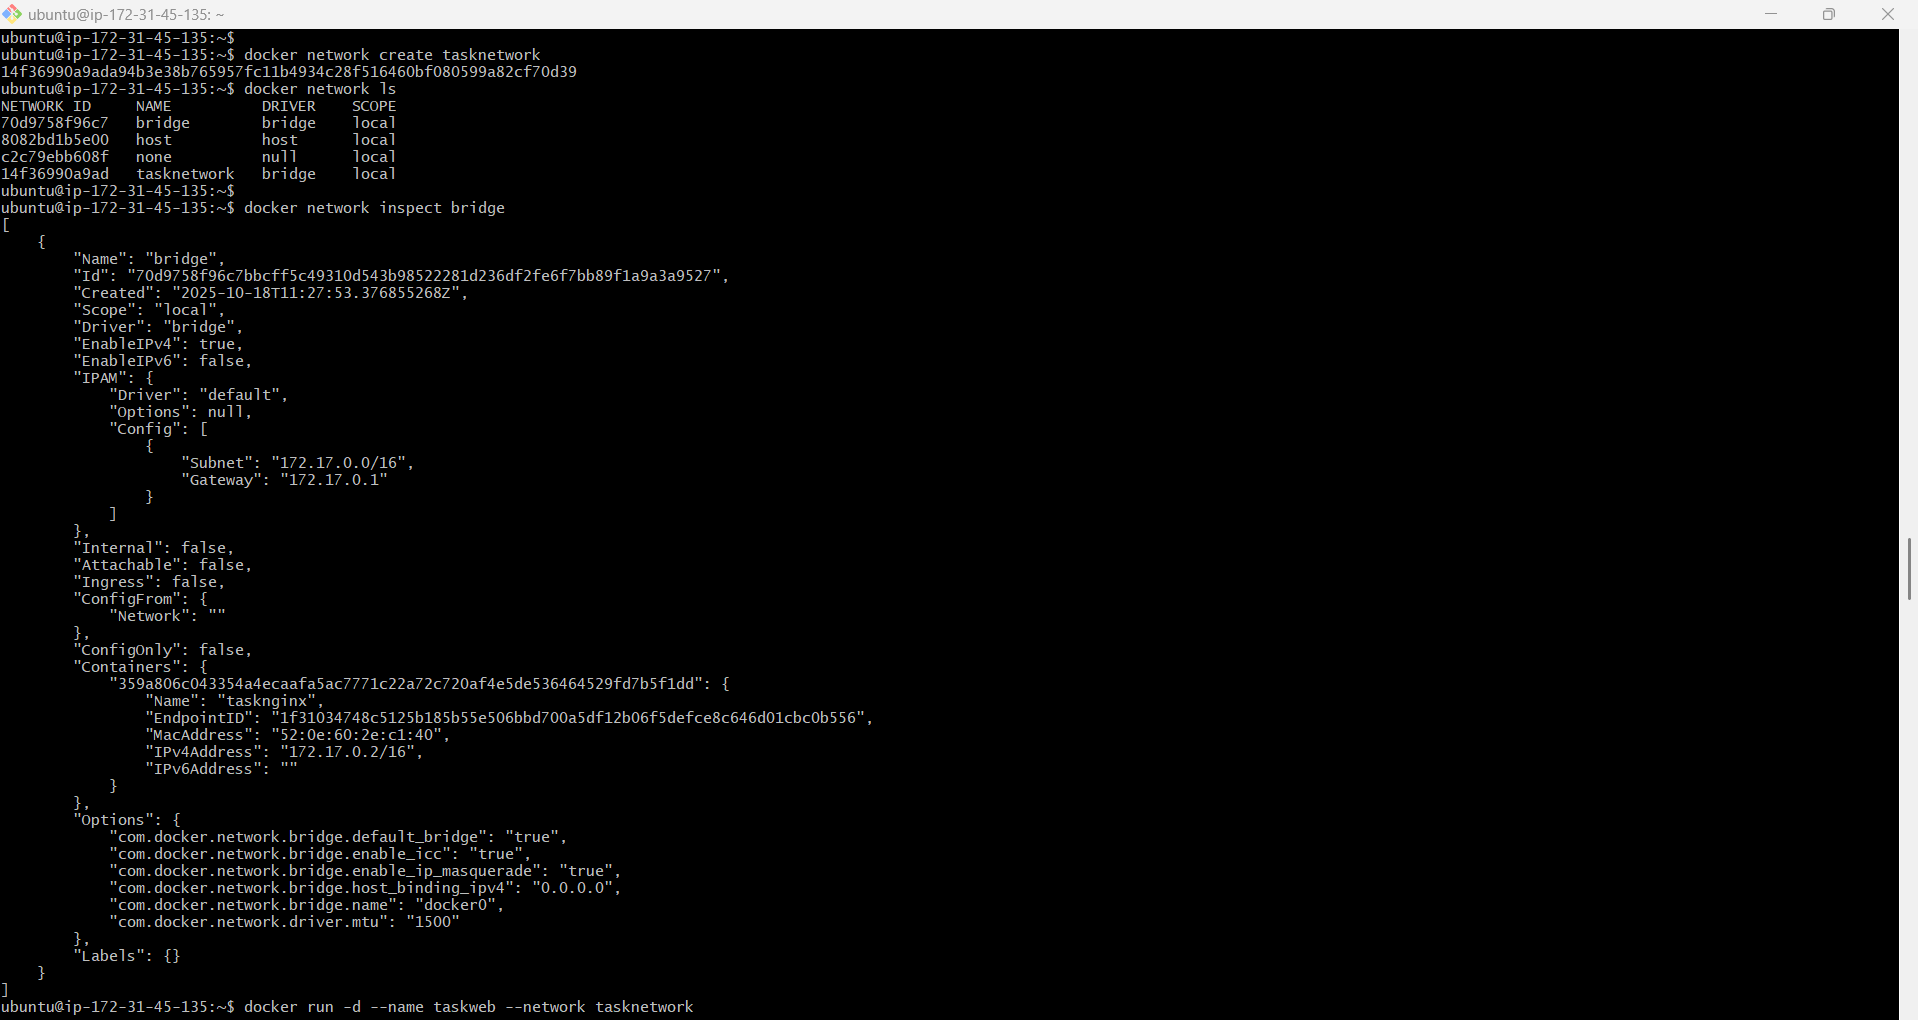 ubuntu@ip-172-31-45-135: ~
ubuntu@ip-172-31-45-135:~$
ubuntu@ip-172-31-45-135:~$ docker network create tasknetwork
14f36990a9ada94b3e38b765957fc11b4934c28f516460bf080599a82cf70d39
ubuntu@ip-172-31-45-135:~$ docker network ls
NETWORK ID     NAME          DRIVER    SCOPE
70d9758f96c7   bridge        bridge    local
8082bd1b5e00   host          host      local
c2c79ebb608f   none          null      local
14f36990a9ad   tasknetwork   bridge    local
ubuntu@ip-172-31-45-135:~$
ubuntu@ip-172-31-45-135:~$ docker network inspect bridge
[
    {
        "Name": "bridge",
        "Id": "70d9758f96c7bbcff5c49310d543b98522281d236df2fe6f7bb89f1a9a3a9527",
        "Created": "2025-10-18T11:27:53.376855268Z",
        "Scope": "local",
        "Driver": "bridge",
        "EnableIPv4": true,
        "EnableIPv6": false,
        "IPAM": {
            "Driver": "default",
            "Options": null,
            "Config": [
                {
                    "Subnet": "172.17.0.0/16",
                    "Gateway": "172.17.0.1"
                }
            ]
        },
        "Internal": false,
        "Attachable": false,
        "Ingress": false,
        "ConfigFrom": {
            "Network": ""
        },
        "ConfigOnly": false,
        "Containers": {
            "359a806c043354a4ecaafa5ac7771c22a72c720af4e5de536464529fd7b5f1dd": {
                "Name": "tasknginx",
                "EndpointID": "1f31034748c5125b185b55e506bbd700a5df12b06f5defce8c646d01cbc0b556",
                "MacAddress": "52:0e:60:2e:c1:40",
                "IPv4Address": "172.17.0.2/16",
                "IPv6Address": ""
            }
        },
        "Options": {
            "com.docker.network.bridge.default_bridge": "true",
            "com.docker.network.bridge.enable_icc": "true",
            "com.docker.network.bridge.enable_ip_masquerade": "true",
            "com.docker.network.bridge.host_binding_ipv4": "0.0.0.0",
            "com.docker.network.bridge.name": "docker0",
            "com.docker.network.driver.mtu": "1500"
        },
        "Labels": {}
    }
]
ubuntu@ip-172-31-45-135:~$ docker run -d --name taskweb --network tasknetwork